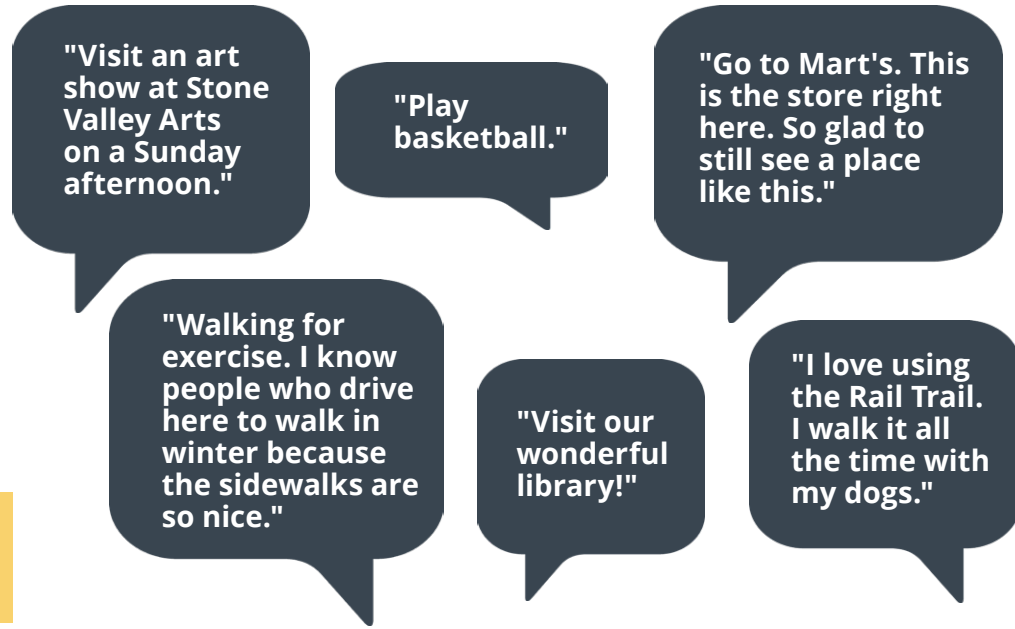 "Visit an art
show at Stone
Valley Arts
on a Sunday
afternoon."
"Play
basketball."
"Go to Mart's. This
is the store right
here. So glad to
still see a place
like this."
"Walking for
exercise. I know
people who drive
here to walk in
winter because
the sidewalks are
so nice."
"Visit our
wonderful
library!"
"I love using
the Rail Trail.
I walk it all
the time with
my dogs."